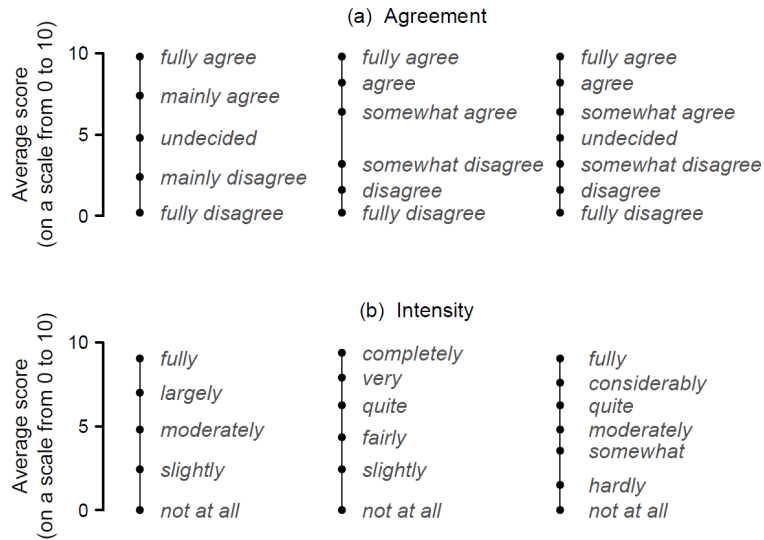 (a) Agreement
Average score
(on a scale from 0 to 10)
10
5
0
fully agree
mainly agree
undecided
mainly disagree
fully disagree
fully agree
agree
somewhat agree
somewhat disagree
disagree
fully disagree
fully agree
agree
somewhat agree
undecided
somewhat disagree
disagree
fully disagree
(b) Intensity
Average score
(on a scale from 0 to 10)
10
5
0
fully
largely
moderately
slightly
not at all
completely
very
quite
fairly
slightly
not at all
fully
considerably
quite
moderately
somewhat
hardly
not at all